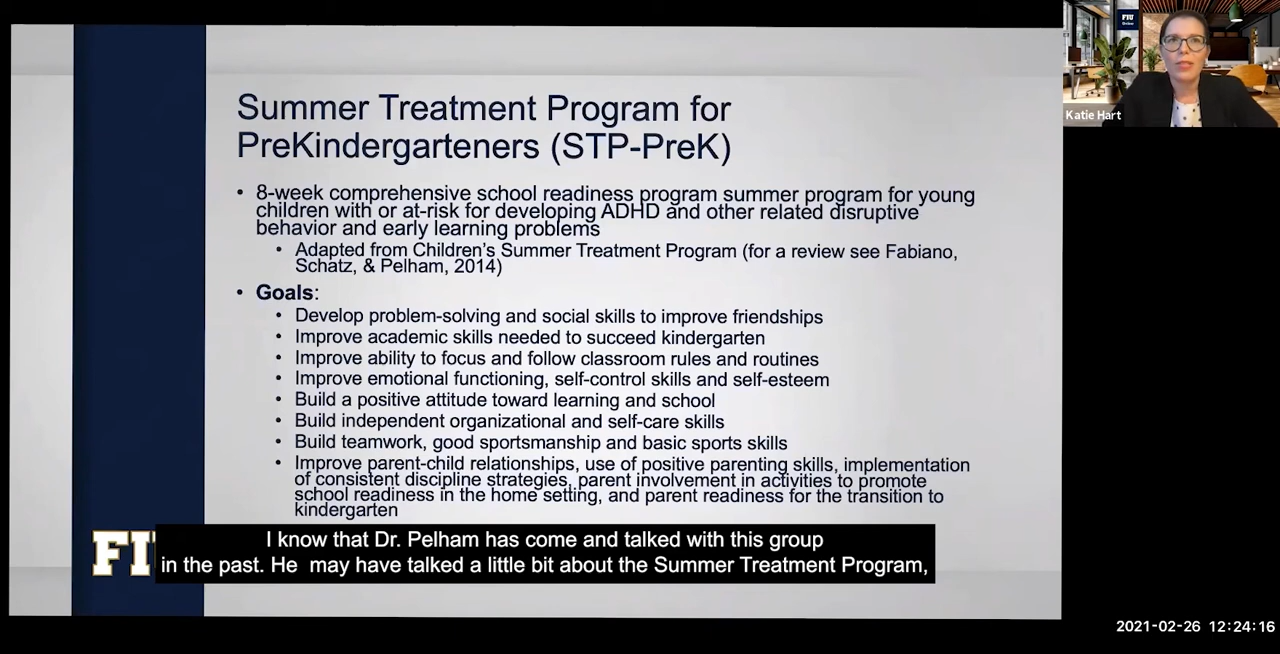 FIU
Online
Katie Hart
Summer Treatment Program for
PreKindergarteners (STP-PreK)
• 8-week comprehensive school readiness program summer program for young
children with or at-risk for developing ADHD and other related disruptive
behavior and early learning problems
• Adapted from Children's Summer Treatment Program (for a review see Fabiano,
Schatz, & Pelham, 2014)
• Goals:
• Develop problem-solving and social skills to improve friendships
• Improve academic skills needed to succeed kindergarten
• Improve ability to focus and follow classroom rules and routines
• Improve emotional functioning, self-control skills and self-esteem
• Build a positive attitude toward learning and school
• Build independent organizational and self-care skills
• Build teamwork, good sportsmanship and basic sports skills
• Improve parent-child relationships, use of positive parenting skills, implementation
of consistent discipline strategies, parent involvement in activities to promote
school readiness in the home setting, and parent readiness for the transition to
kindergarten
FI
I know that Dr. Pelham has come and talked with this group
in the past. He may have talked a little bit about the Summer Treatment Program,
2021-02-26 12:24:16